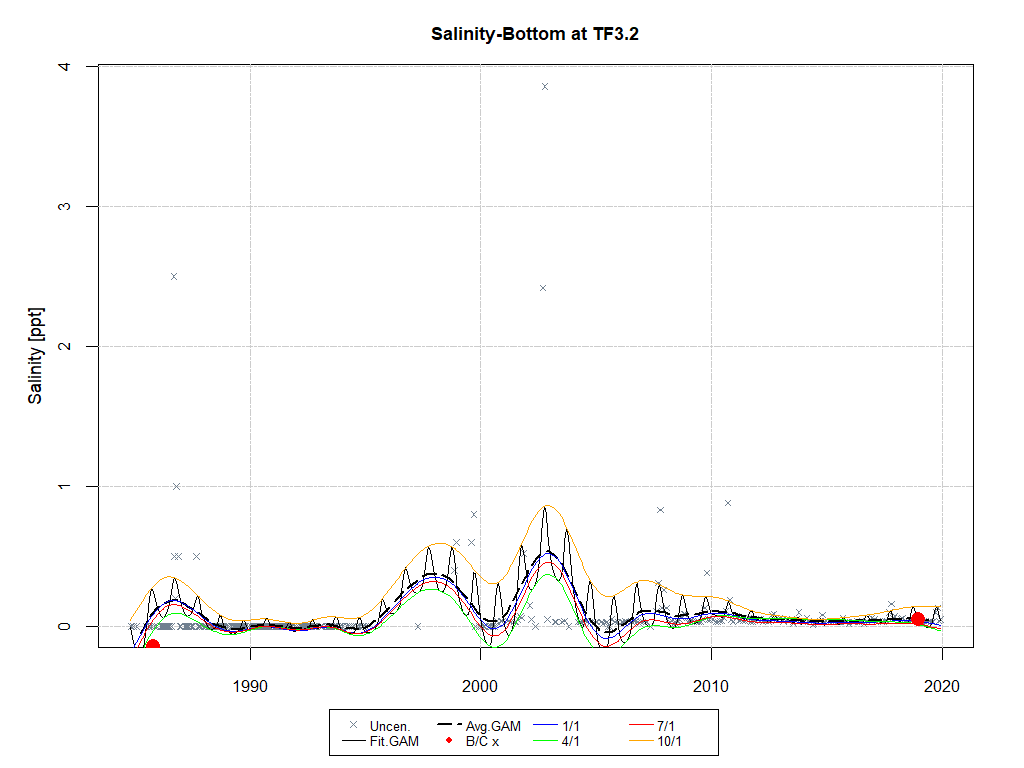 Salinity-Bottom at TF3.2
Salinity [ppt]
4
3
2
1
0
1990 2000 2010 2020
Uncen. Avg.GAM 1/1 7/1
Fit.GAM B/C x 4/1 10/1